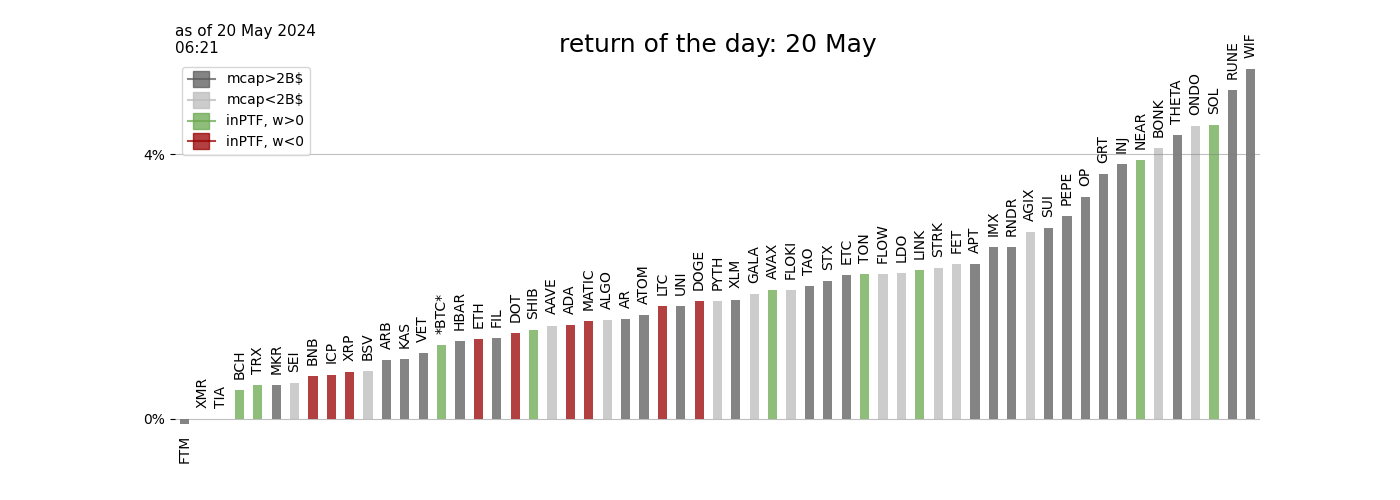 as of 20 May 2024
06:21
return of the day: 20 May
mcap>2B$
mcap<2B$
inPTF, w>0
inPTF, w<0
4%
0%
FTM
XMR
TIA
BCH
TRX
MKR
SEI
BNB
ICP
XRP
BSV
ARB
KAS
VET
*BTC*
HBAR
ETH
FIL
DOT
SHIB
AAVE
ADA
MATIC
ALGO
AR
ATOM
LTC
UNI
DOGE
PYTH
XLM
GALA
AVAX
FLOKI
TAO
STX
ETC
TON
FLOW
LDO
LINK
STRK
FET
APT
IMX
RNDR
AGIX
SUI
PEPE
OP
GRT
INJ
NEAR
BONK
THETA
ONDO
SOL
RUNE
WIF